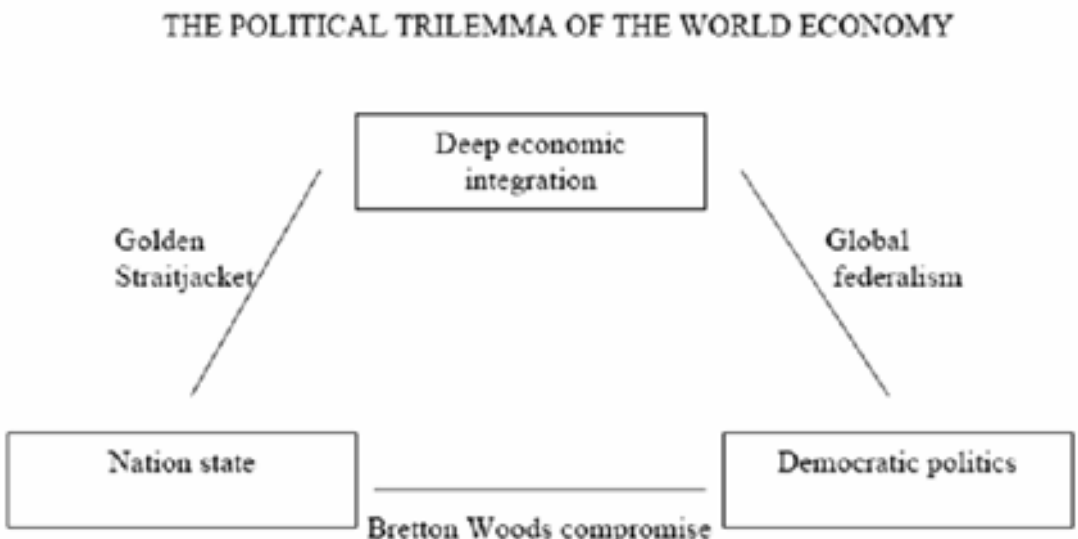 THE POLITICAL TRILEMMA OF THE WORLD ECONOMY
Deep economic
integration
Golden
Straitjacket
Global
federalism
Nation state
Democratic politics
Bretton Woods compromise